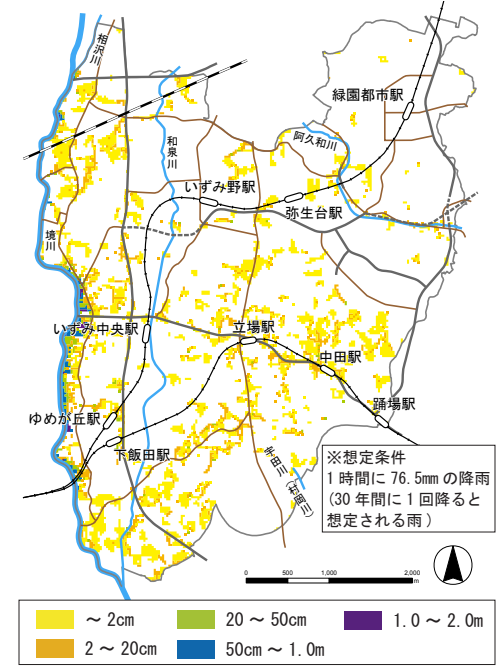 相沢川
緑園都市駅
和泉川
阿久和川
いずみ野駅
弥生台駅
境川
いずみ中央駅
立場駅
中田駅
ゆめが丘駅
踊場駅
下飯田駅
宇田川(村岡川)
※想定条件
1時間に76.5mmの降雨
(30年間に1回降ると
想定される雨)
0 500 1,000 2,000
m
~2cm
20~50cm
1.0~2.0m
2~20cm
50cm~1.0m